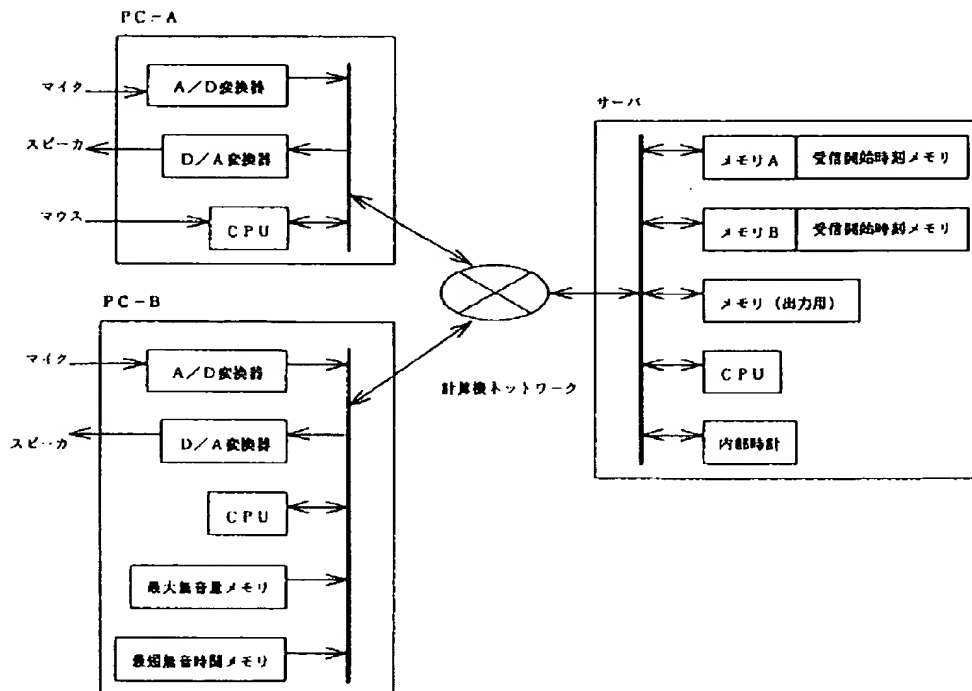 PC-A
マイク
A/D変換器
スピーカ
D/A変換器
マウス
CPU
PC-B
マイク
A/D変換器
スピーカ
D/A変換器
CPU
最大無音量メモリ
最短無音時間メモリ
計算機ネットワーク
サーバ
メモリA 受信開始時刻メモリ
メモリB 受信開始時刻メモリ
メモリ(出力用)
CPU
内部時計